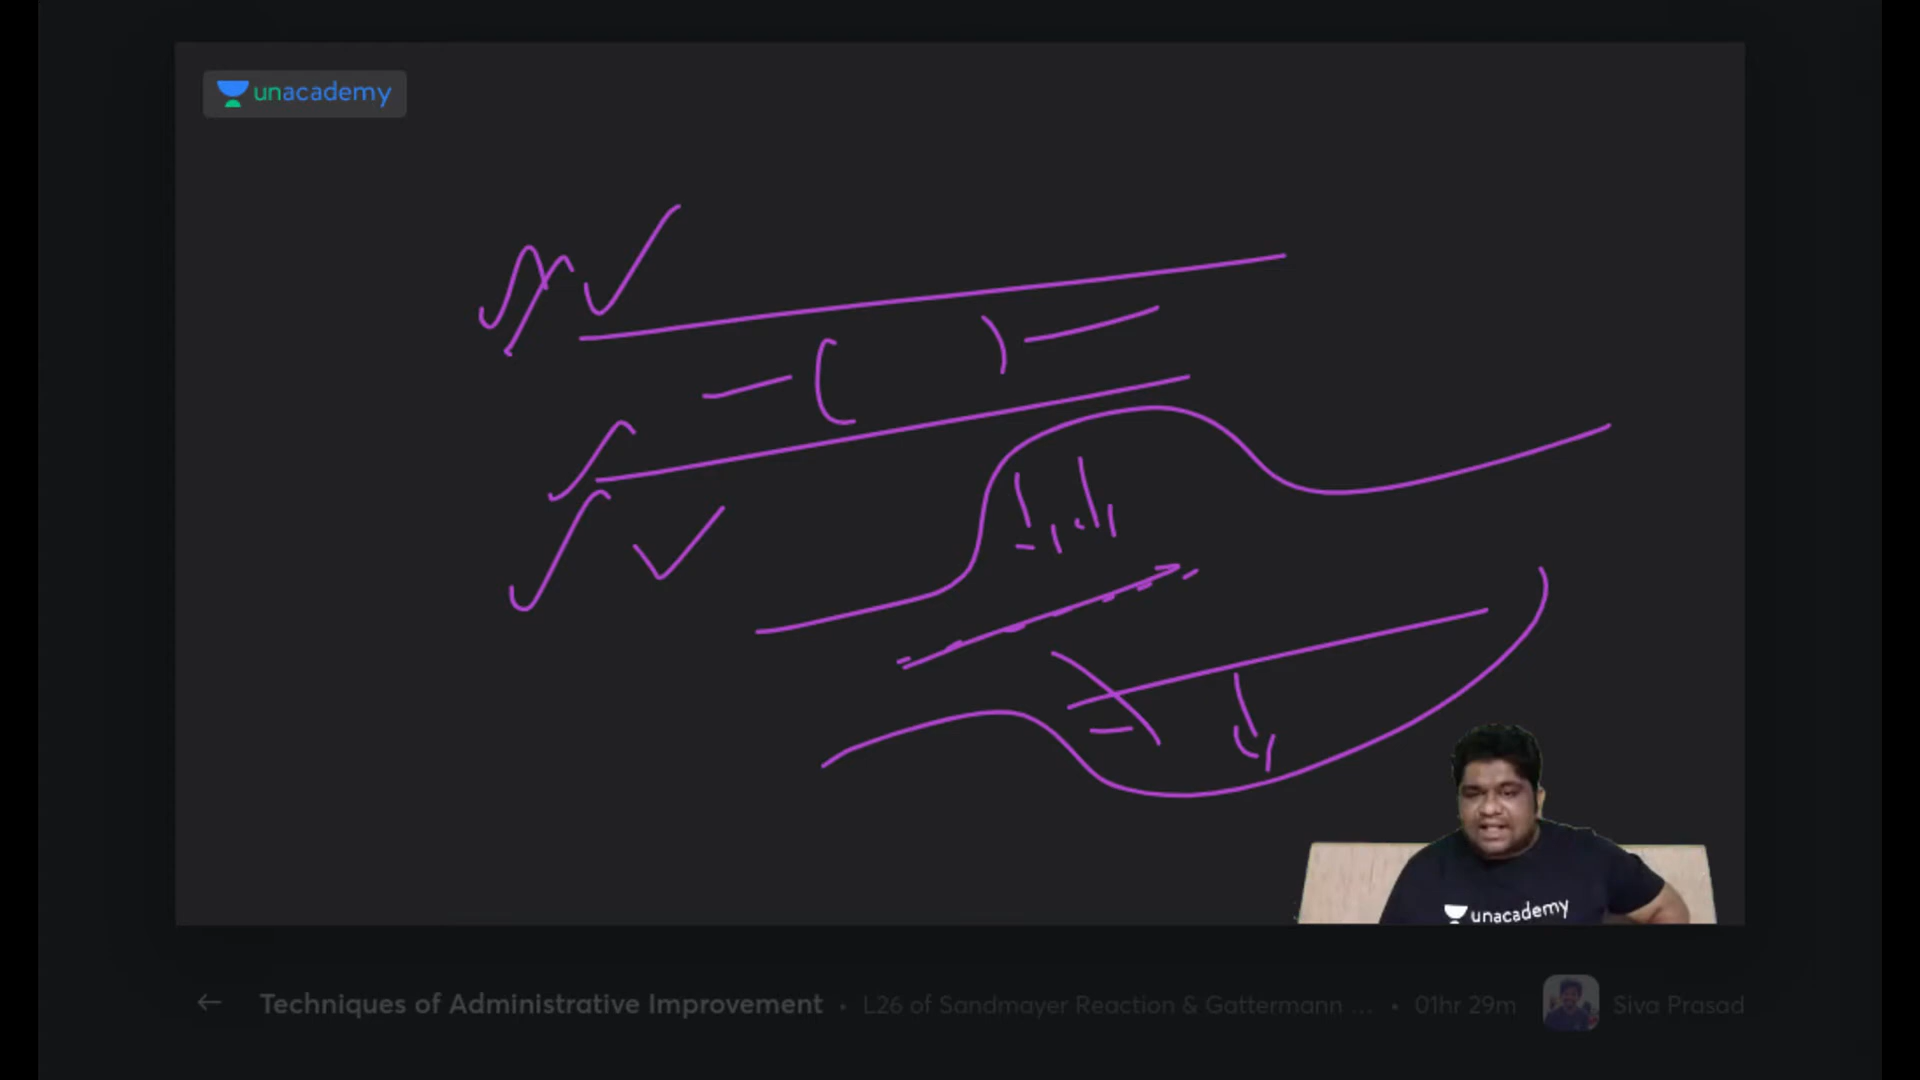 unacademy
unacademy
Techniques of Administrative Improvement • L26 of Sandmayer Reaction & Gattermann ... • 01hr 29m Siva Prasad